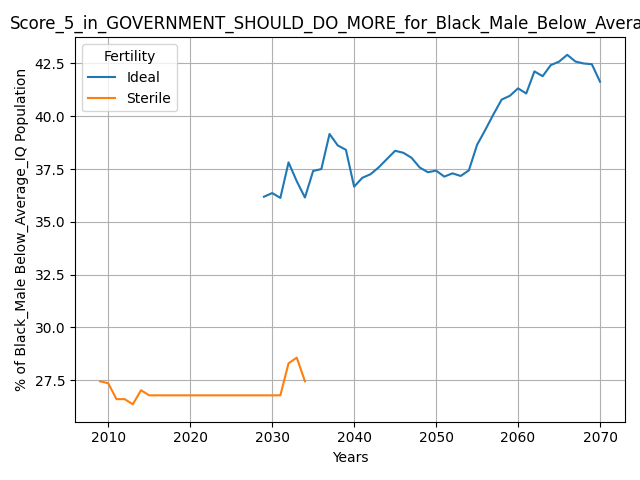 Score_5_in_GOVERNMENT_SHOULD_DO_MORE_for_Black_Male_Below_Avera
Fertility
Ideal
Sterile
% of Black_Male Below_Average_IQ Population
42.5
40.0
37.5
35.0
32.5
30.0
27.5
2010 2020 2030 2040 2050 2060 2070
Years